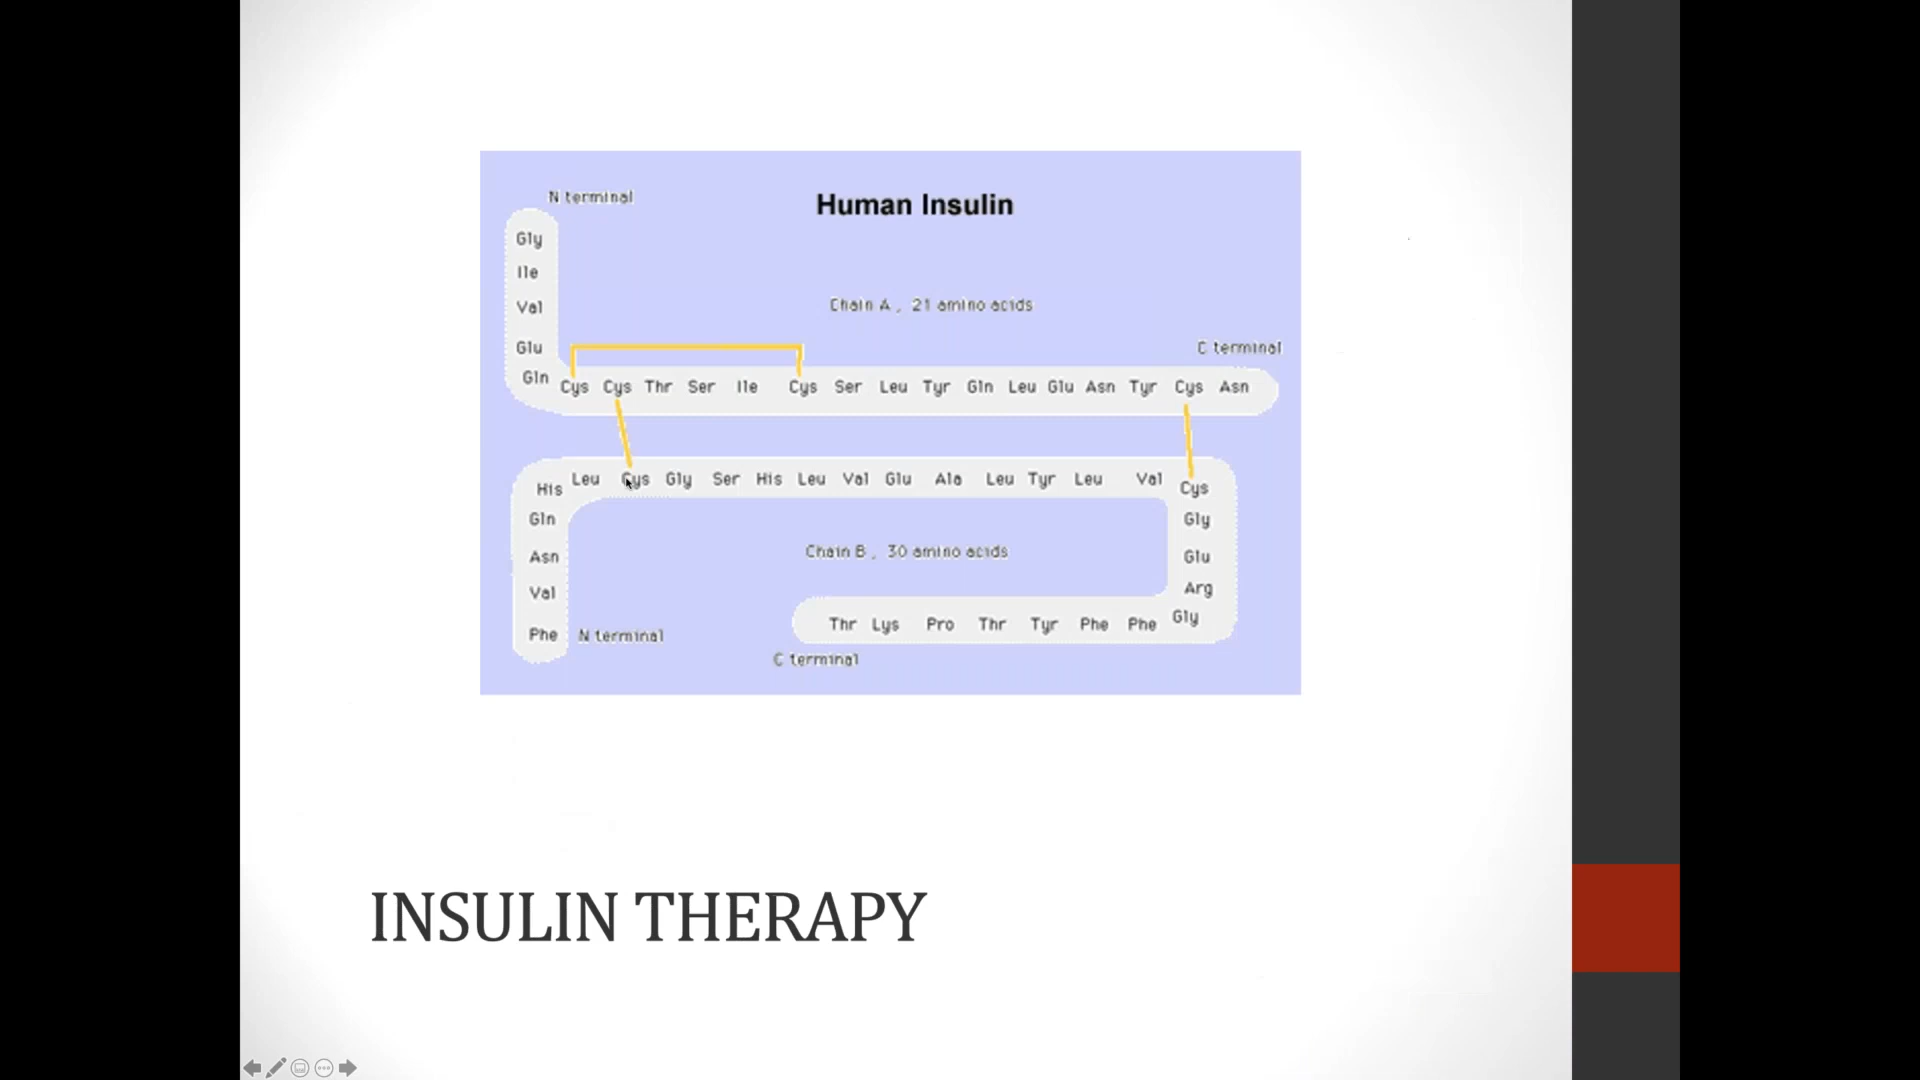 N terminal
Human Insulin
Gly
Ile
Val
Chain A , 21 amino acids
Glu
C terminal
Gln Cys Cys Thr Ser Ile Cys Ser Leu Tyr Gln Leu Glu Asn Tyr Cys Asn
His Leu Cys Gly Ser His Leu Val Glu Ala Leu Tyr Leu Val Cys
Gln
Gly
Asn
Chain B , 30 amino acids
Glu
Val
Arg
Phe N terminal
Thr Lys Pro Thr Tyr Phe Phe Gly
C terminal
INSULIN THERAPY